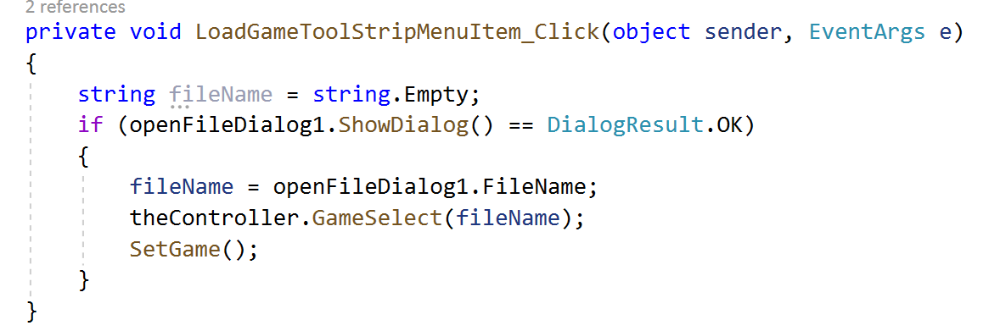 2 references
private void LoadGameToolStripMenuItem_Click(object sender, EventArgs e)
{
    string fileName = string.Empty;
    if (openFileDialog1.ShowDialog() == DialogResult.OK)
    {
        fileName = openFileDialog1.FileName;
        theController.GameSelect(fileName);
        SetGame();
    }
}